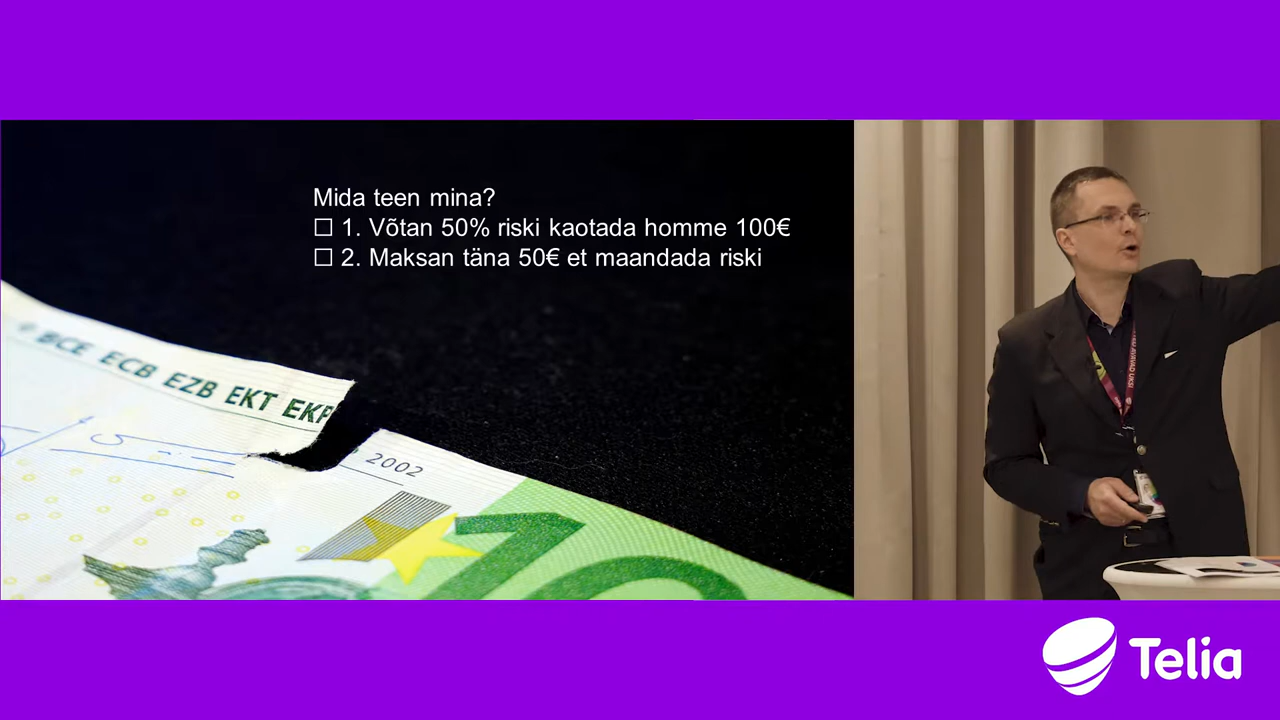 Mida teen mina?
☐ 1. Võtan 50% riski kaotada homme 100€
☐ 2. Maksan täna 50€ et maandada riski
BCE ECB EZB EKT EKP
2002
10
Telia